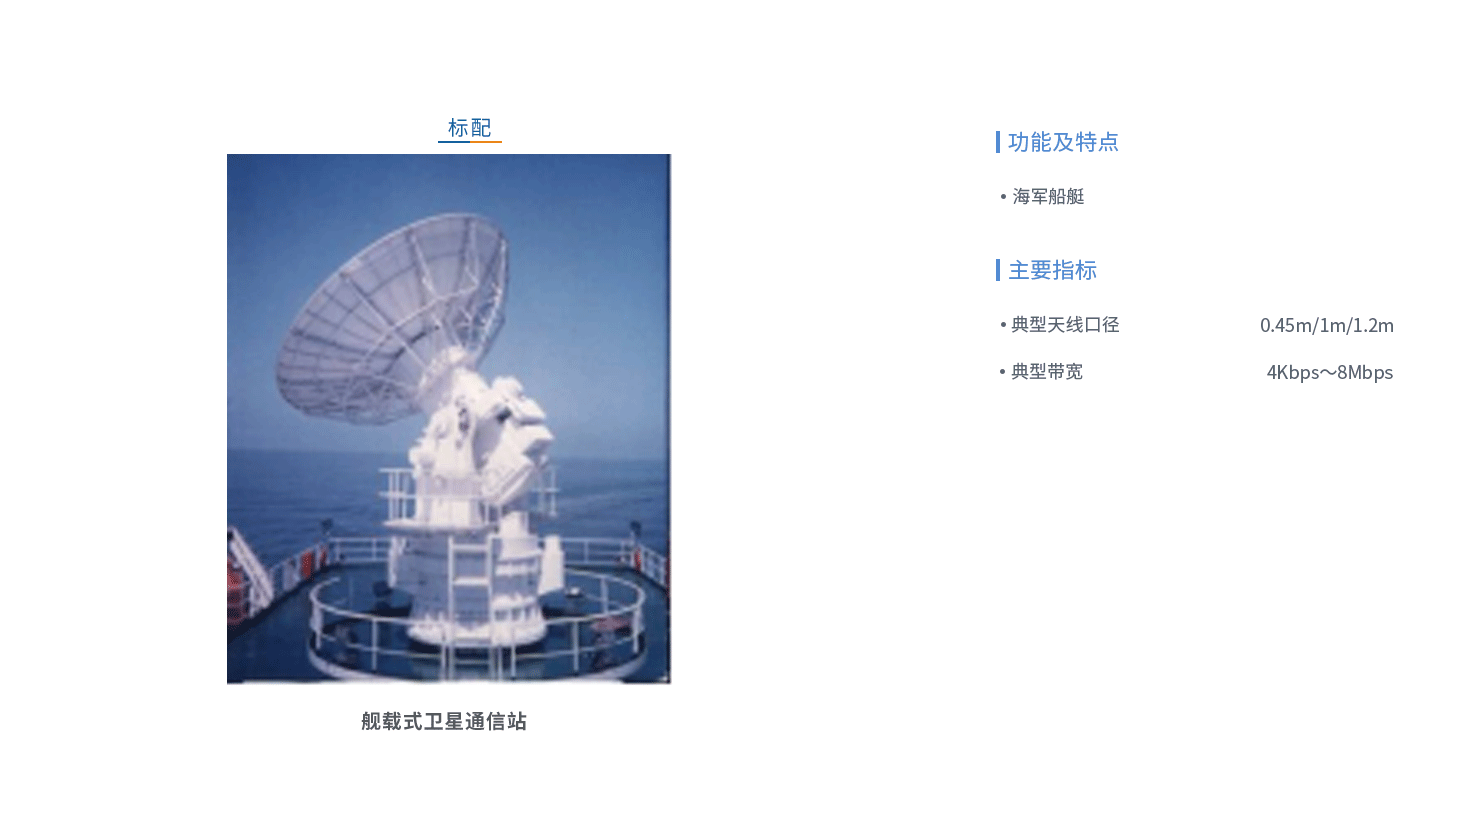 标配
舰载式卫星通信站
功能及特点
• 海军船艇
主要指标
• 典型天线口径 0.45m/1m/1.2m
• 典型带宽 4Kbps～8Mbps